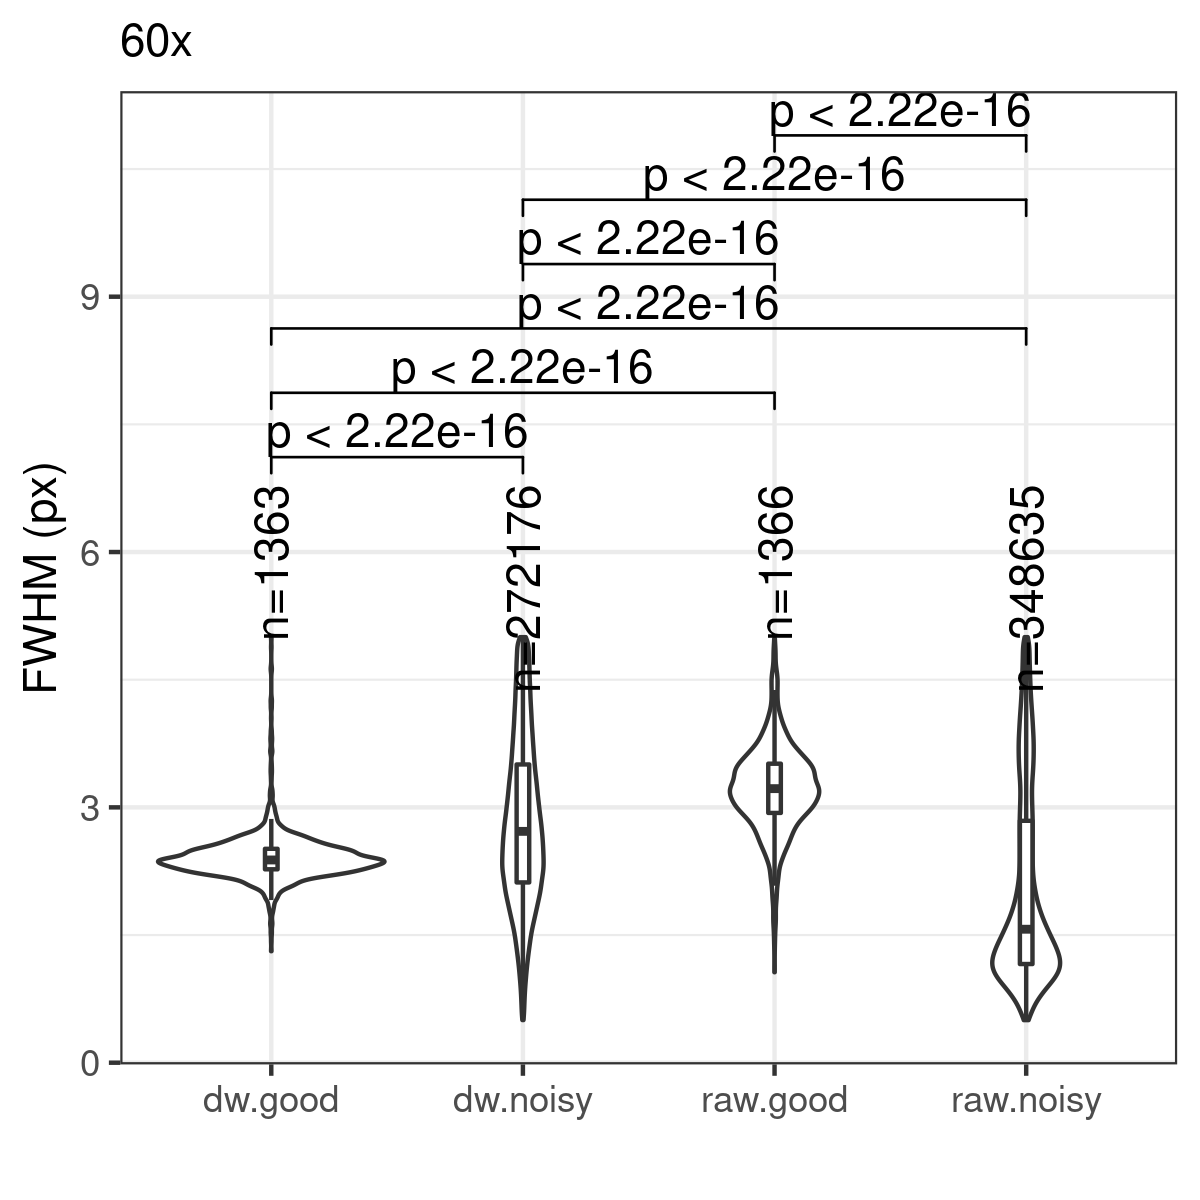 60x
p < 2.22e-16
p < 2.22e-16
p < 2.22e-16
p < 2.22e-16
p < 2.22e-16
p < 2.22e-16
n=1363
n=272176
n=1366
n=348635
FWHM (px)
9
6
3
0
dw.good
dw.noisy
raw.good
raw.noisy